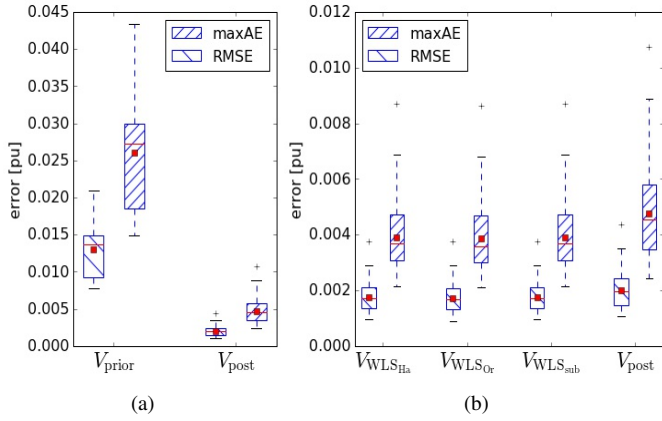 0.045
0.040
0.035
0.030
0.025
0.020
0.015
0.010
0.005
0.000
error [pu]
maxAE
RMSE
V_prior V_post
(a)
0.012
0.010
0.008
0.006
0.004
0.002
0.000
error [pu]
maxAE
RMSE
V_WLS_Ha V_WLS_Or V_WLS_sub V_post
(b)